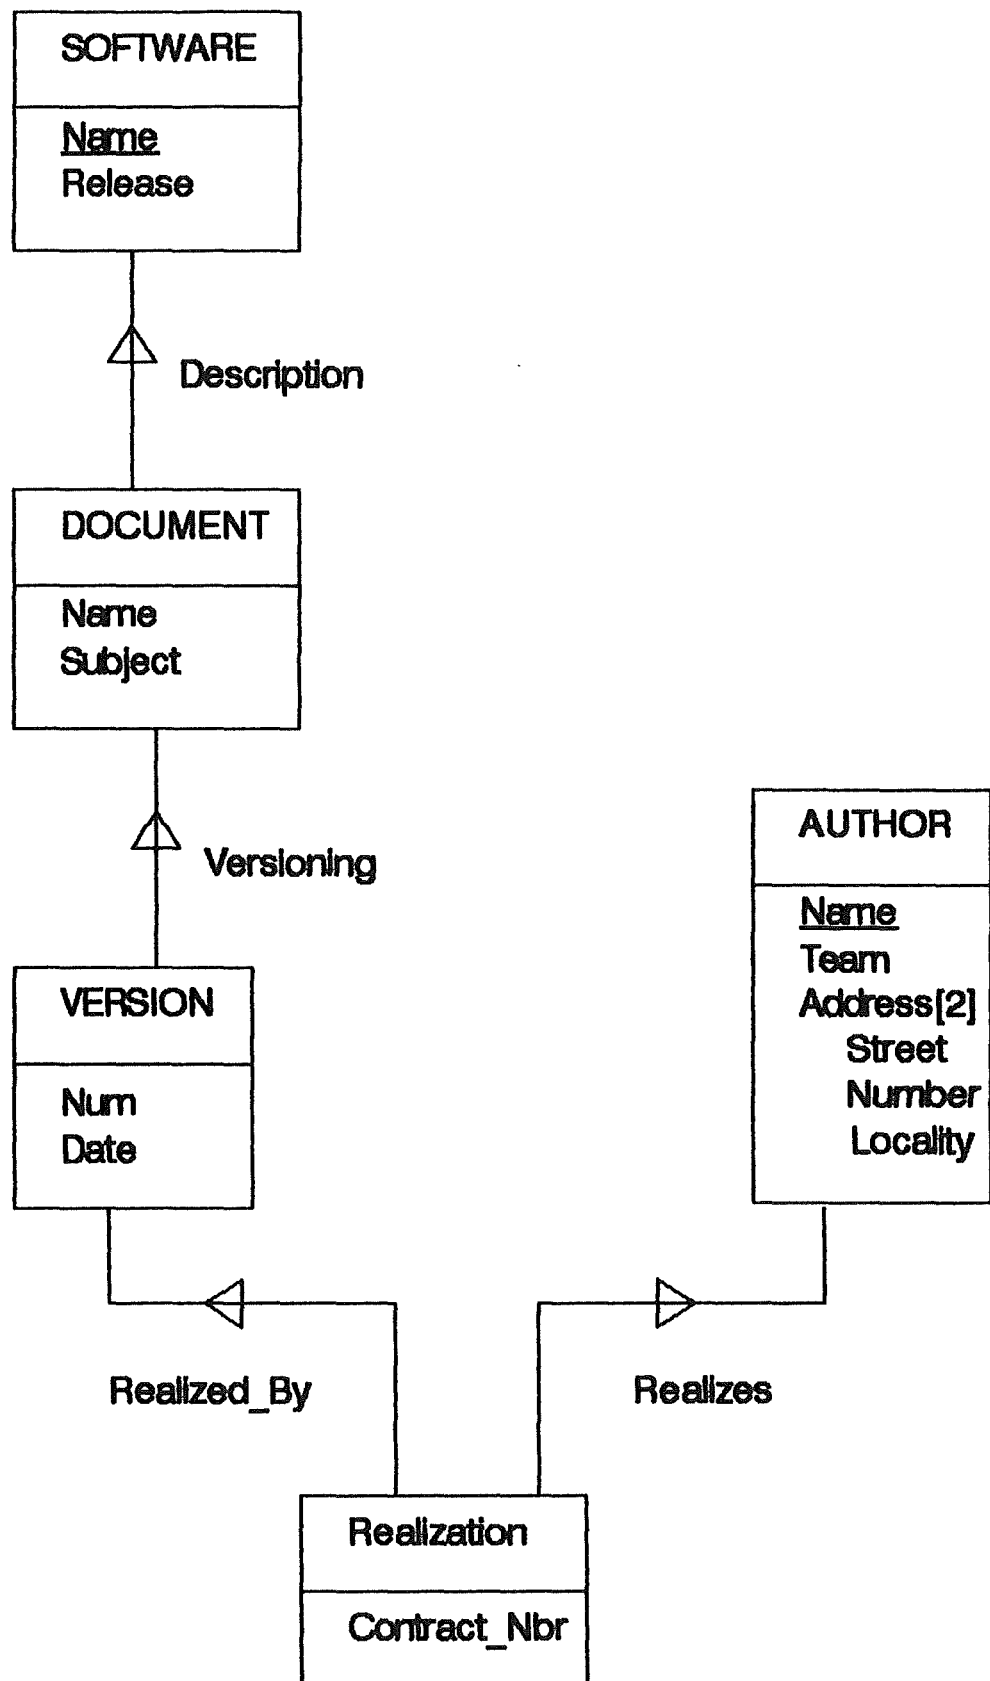 SOFTWARE
Name
Release
Description
DOCUMENT
Name
Subject
Versioning
VERSION
Num
Date
AUTHOR
Name
Team
Address[2]
Street
Number
Locality
Realized_By
Realizes
Realization
Contract_Nbr